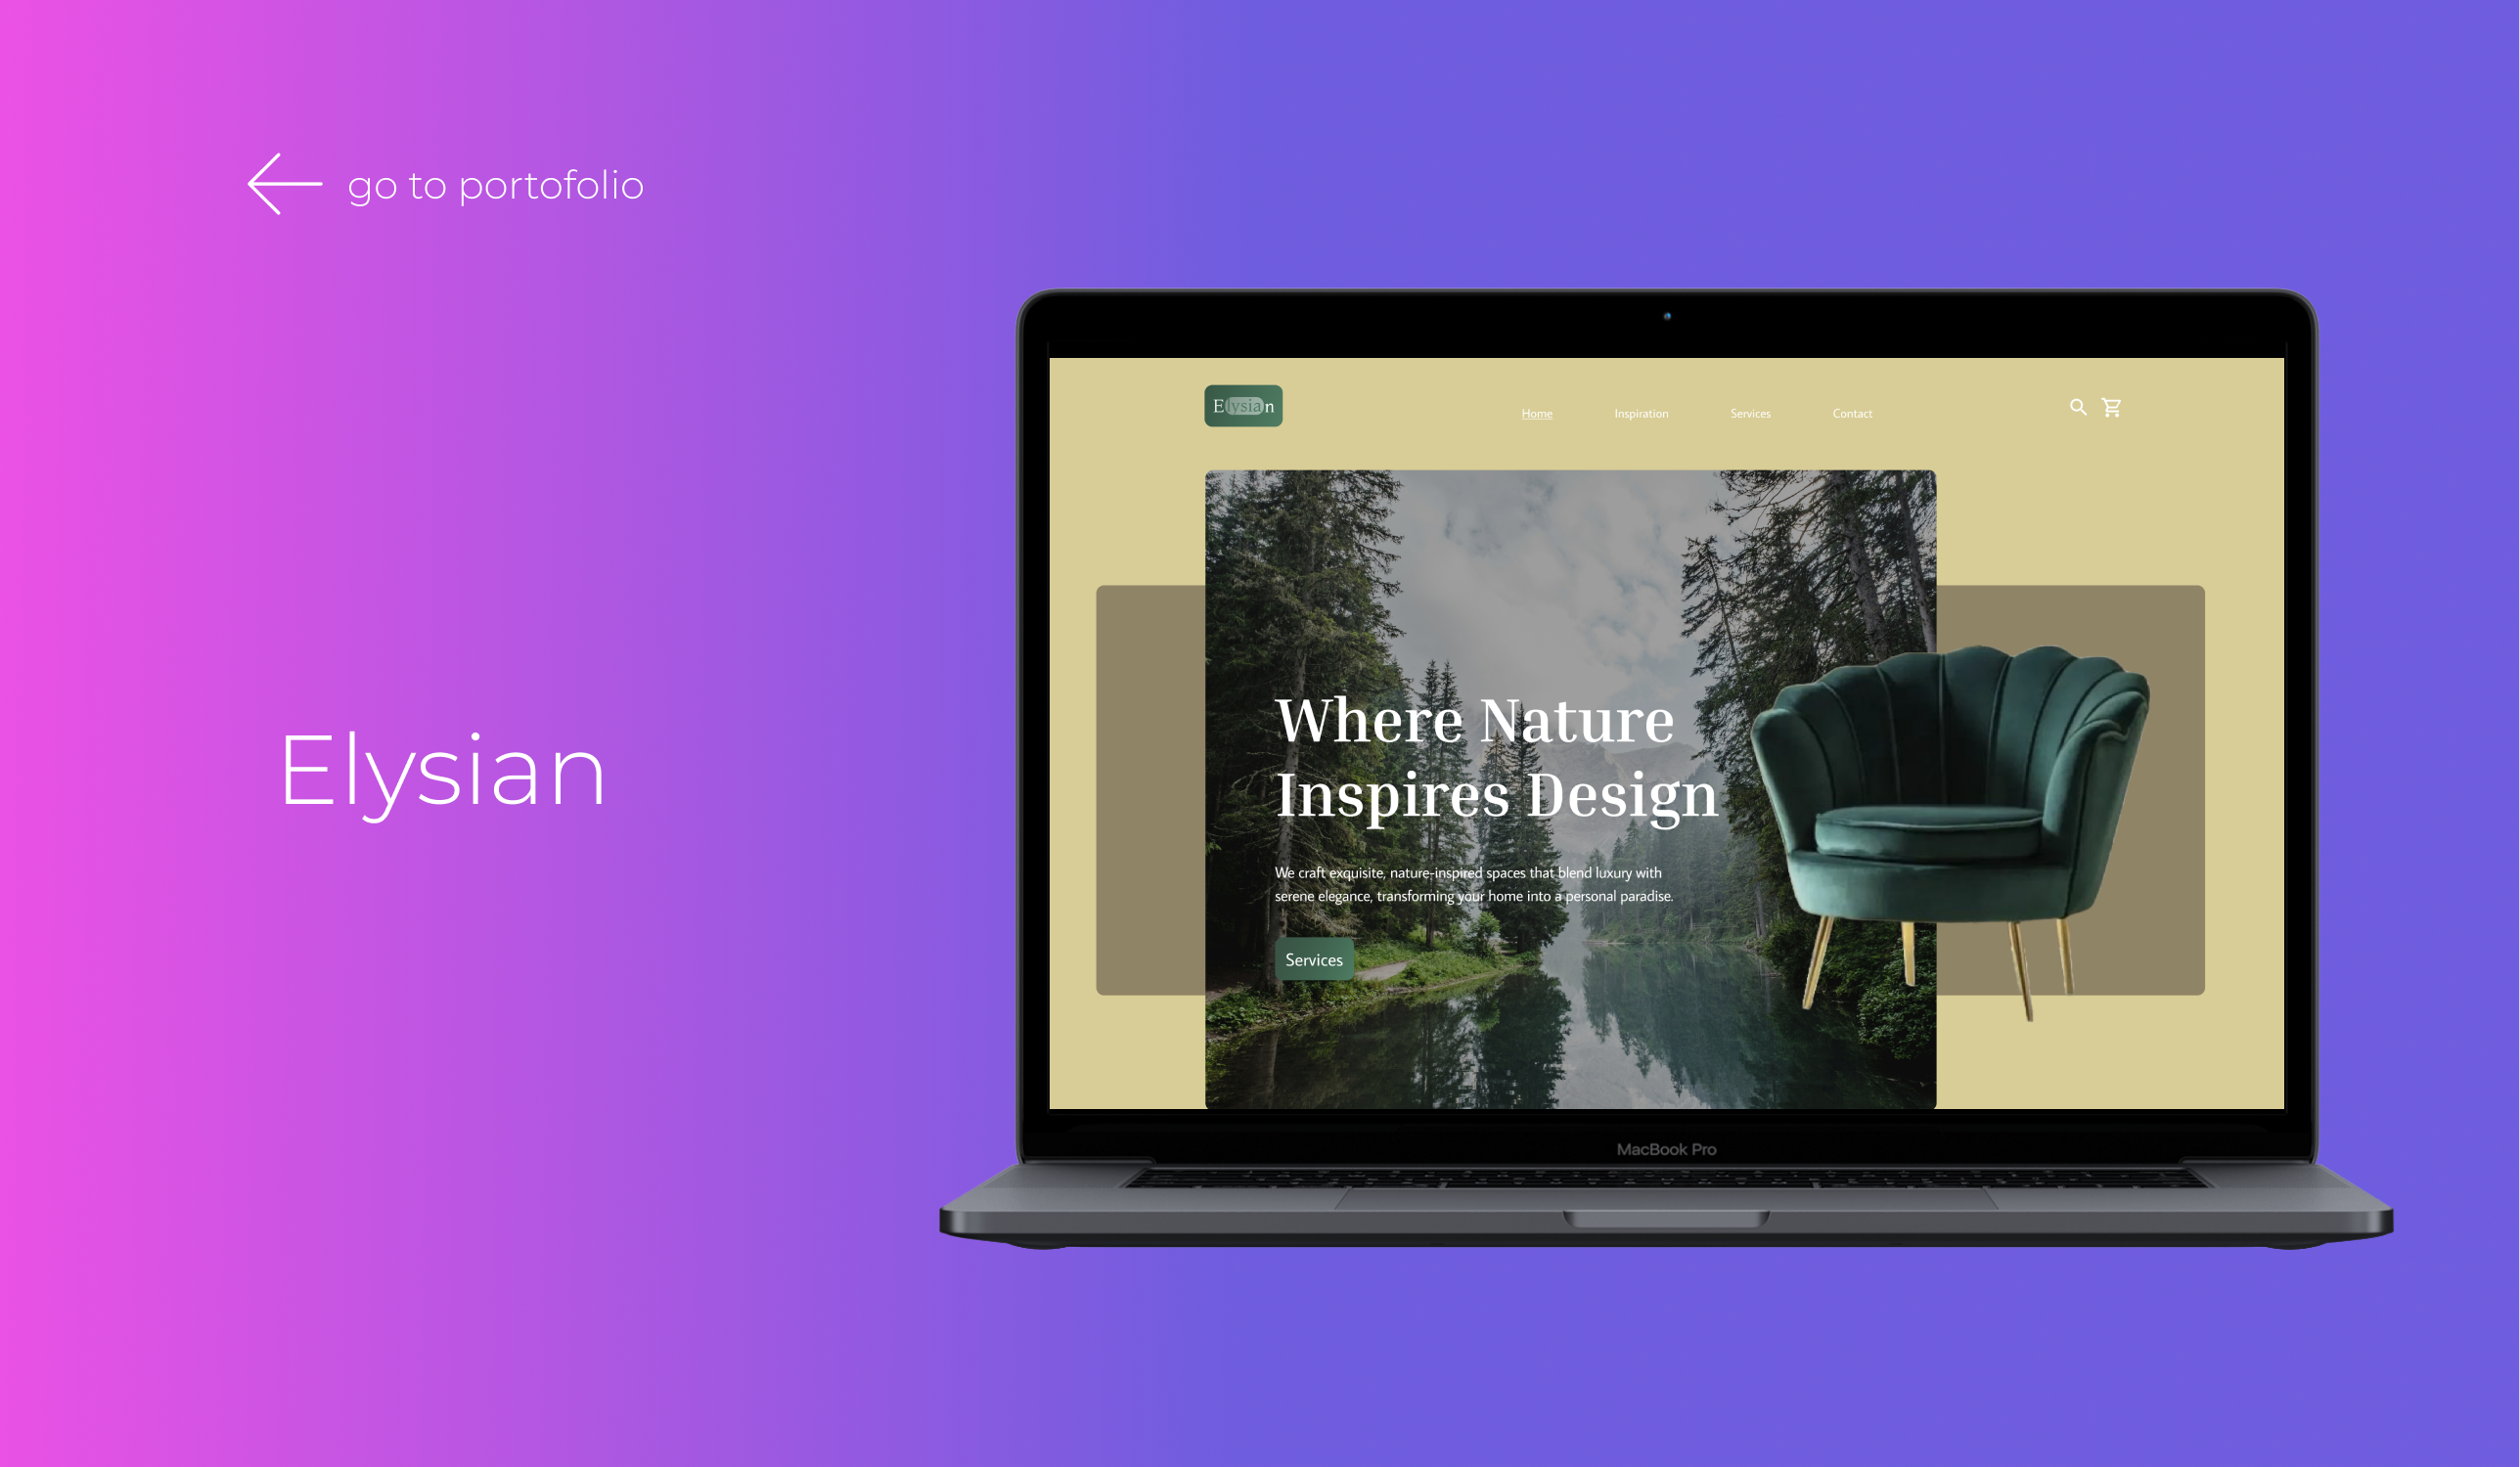 go to portofolio
Elysian
Elysian
Home Inspiration Services Contact
Where Nature
Inspires Design
We craft exquisite, nature-inspired spaces that blend luxury with
serene elegance, transforming your home into a personal paradise.
Services
MacBook Pro